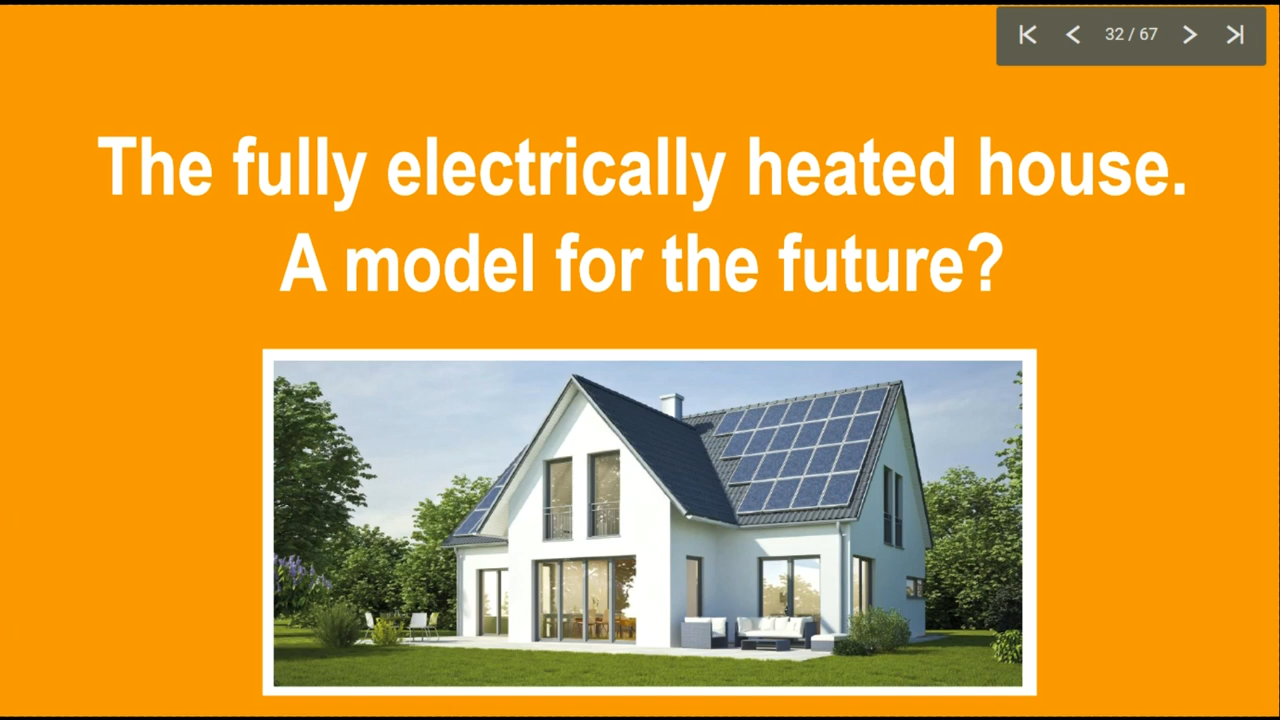 32 / 67
The fully electrically heated house.
A model for the future?